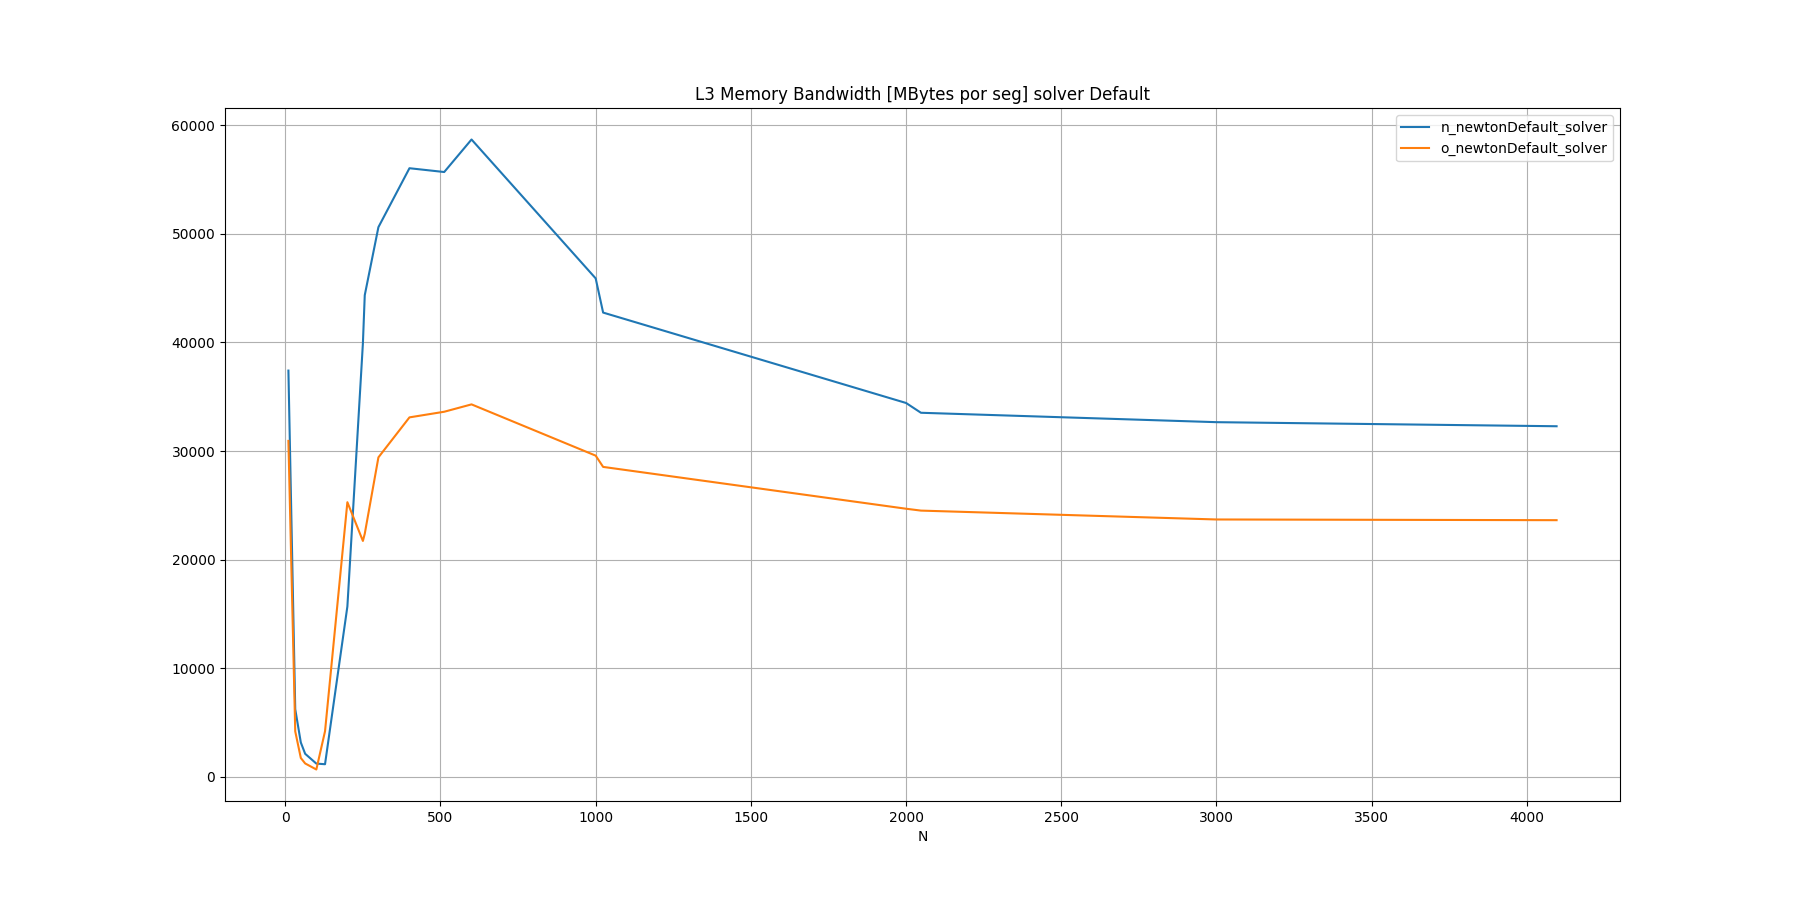 L3 Memory Bandwidth [MBytes por seg] solver Default
n_newtonDefault_solver
o_newtonDefault_solver
60000
50000
40000
30000
20000
10000
0
0 500 1000 1500 2000 2500 3000 3500 4000
N